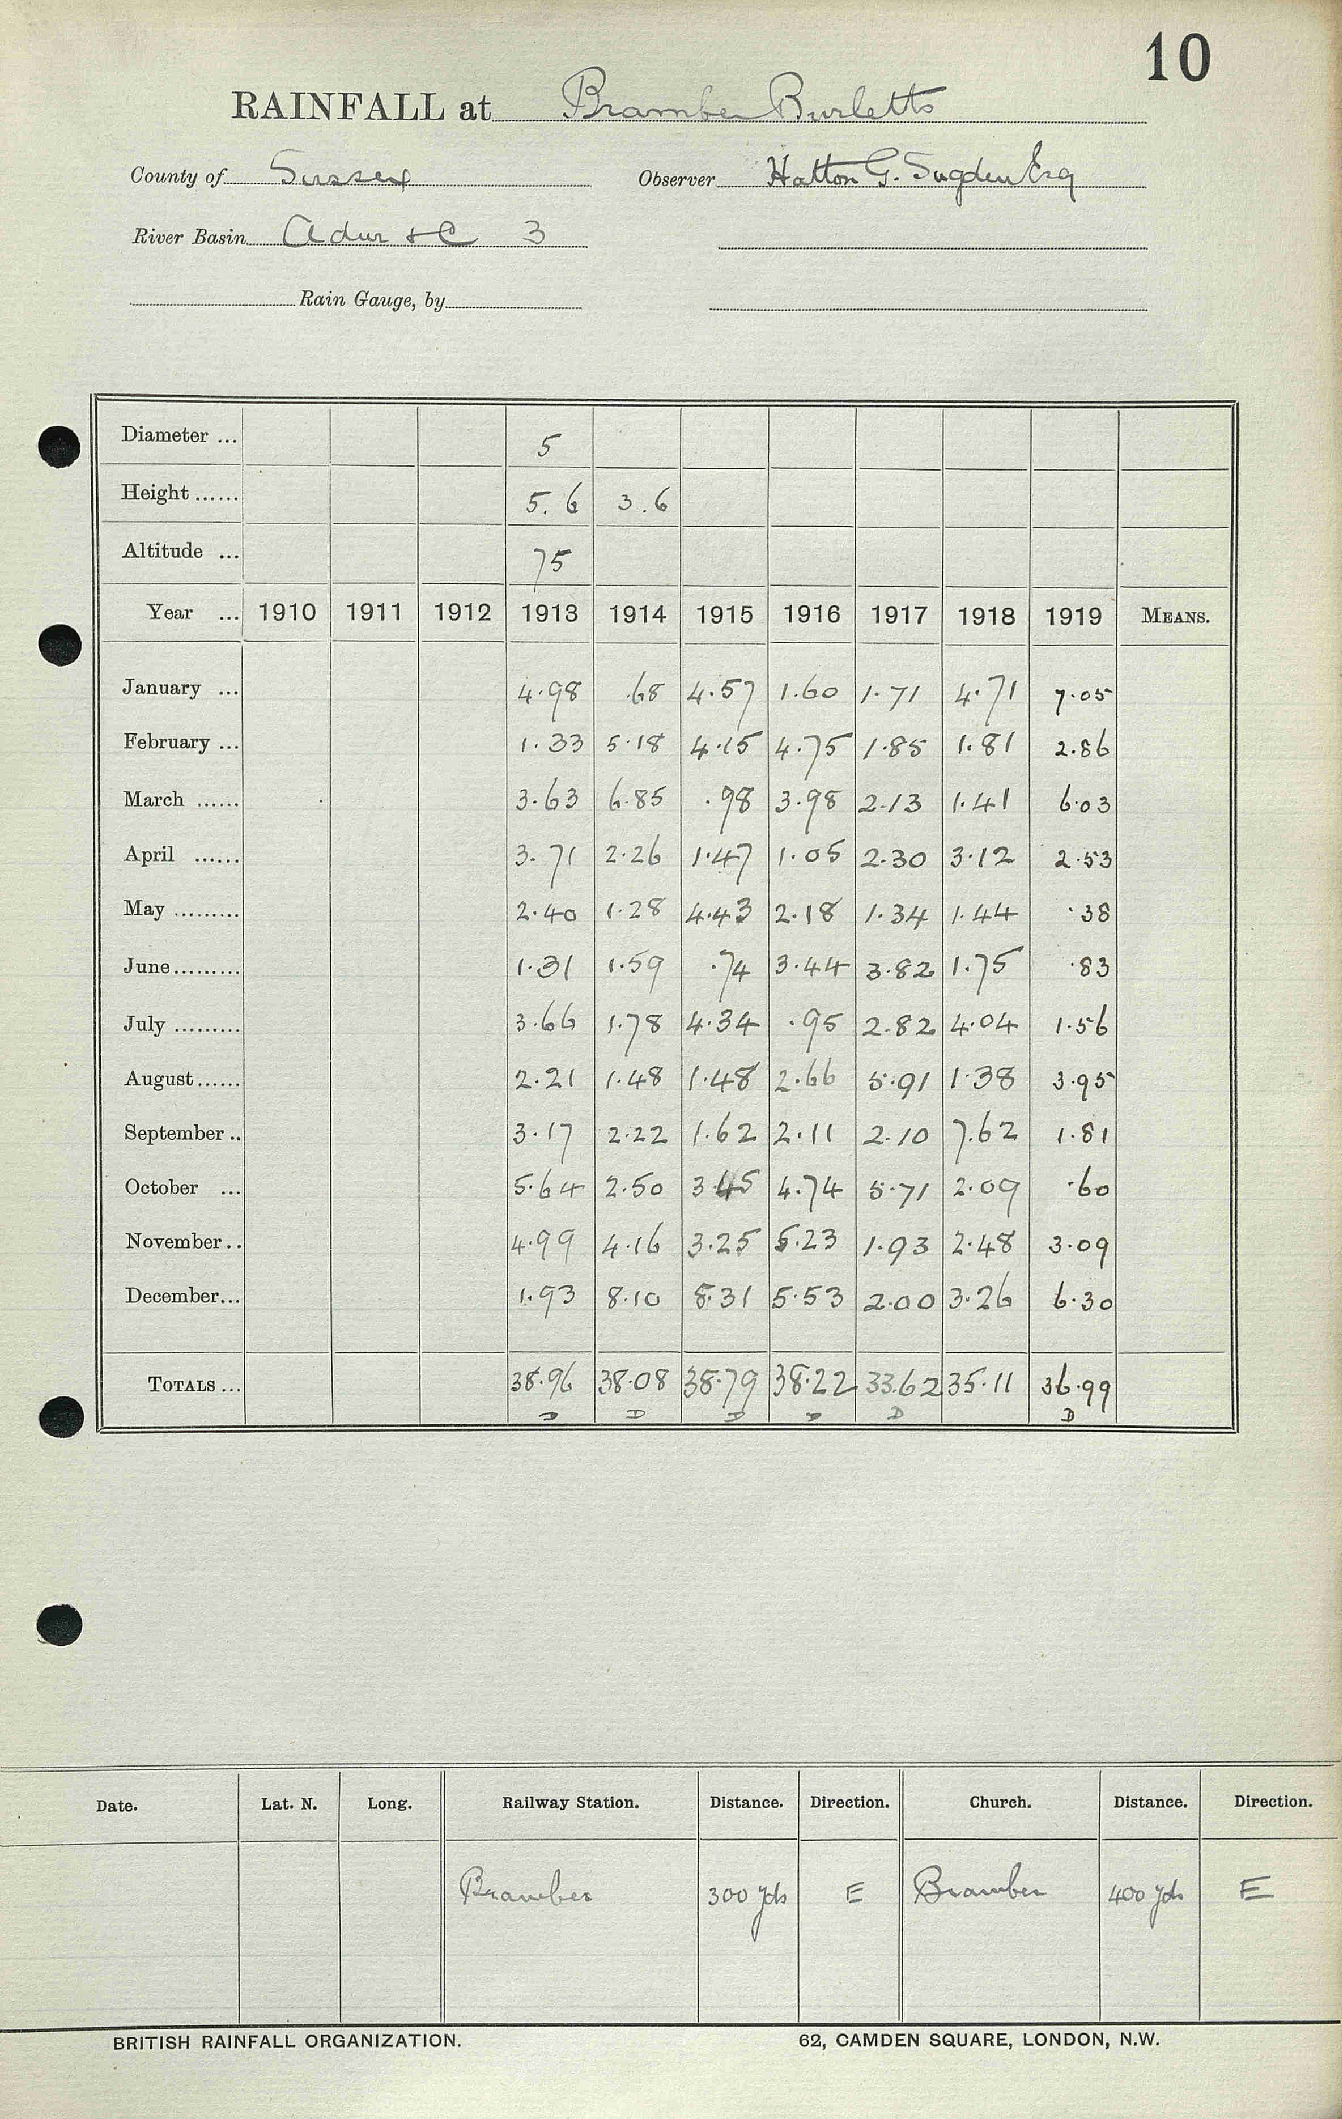 10
RAINFALL at Bramber Burletts
County of Sussex Observer Hatton G. Sugden Esq
River Basin Adur &C 3
Rain Gauge, by
Diameter ... 5
Height ...... 5.6 3.6
Altitude ... 75
Year ... 1910 1911 1912 1913 1914 1915 1916 1917 1918 1919 MEANS.
January ... 4.98 .68 4.57 1.60 1.71 4.71 7.05
February ... 1.33 5.18 4.15 4.75 1.85 1.81 2.86
March ...... 3.63 6.85 .98 3.98 2.13 1.41 6.03
April ...... 3.71 2.26 1.47 1.05 2.30 3.12 2.53
May ......... 2.40 1.28 4.43 2.18 1.34 1.44 .38
June ......... 1.31 1.59 .74 3.44 3.82 1.75 .83
July ......... 3.66 1.78 4.34 .95 2.82 4.04 1.56
August ...... 2.21 1.48 1.48 2.66 5.91 1.38 3.95
September .. 3.17 2.22 1.62 2.11 2.10 7.62 1.81
October ... 5.64 2.50 3.45 4.74 5.71 2.09 .60
November .. 4.99 4.16 3.25 5.23 1.93 2.48 3.09
December ... 1.93 8.10 8.31 5.53 2.00 3.26 6.30
TOTALS ... 38.96 38.08 38.79 38.22 33.62 35.11 36.99
D D D D D D
Date. Lat. N. Long. Railway Station. Distance. Direction. Church. Distance. Direction.
Bramber 300 yds E Bramber 400 yds E
BRITISH RAINFALL ORGANIZATION. 62, CAMDEN SQUARE, LONDON, N.W.